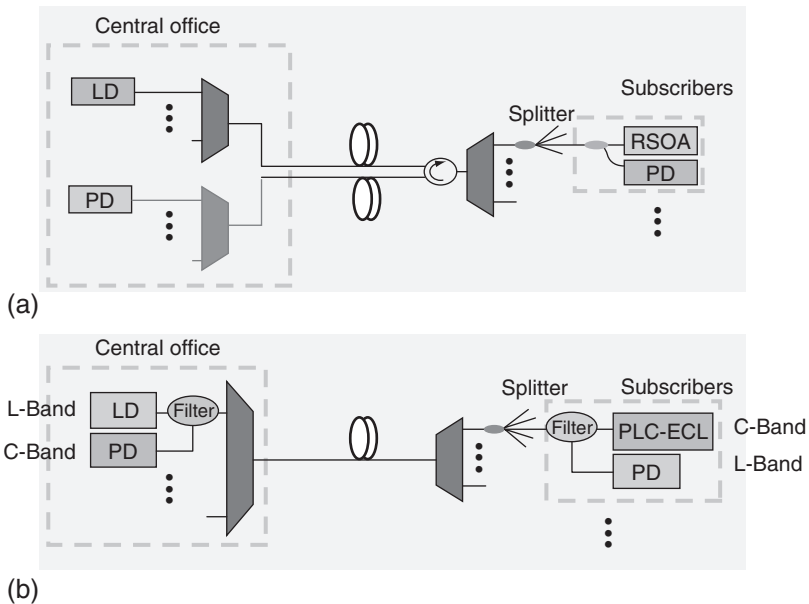 Central office
LD
PD
Splitter
Subscribers
RSOA
PD
(a)
Central office
L-Band
LD
Filter
C-Band
PD
Splitter
Subscribers
Filter
PLC-ECL
C-Band
PD
L-Band
(b)